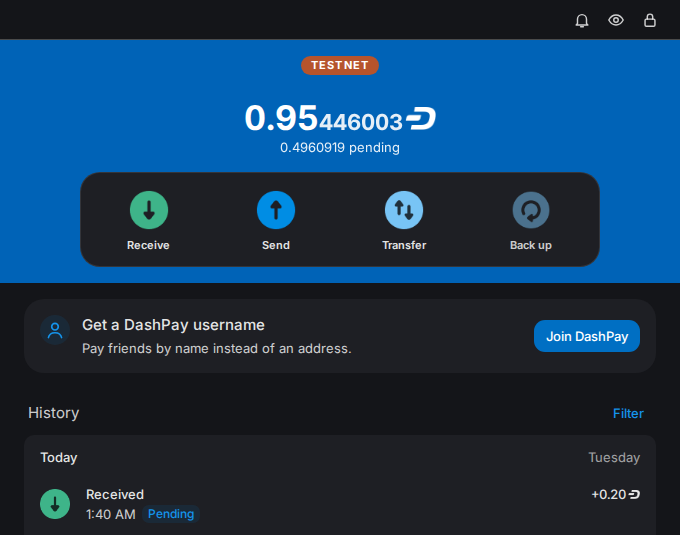 TESTNET
0.95446003
0.4960919 pending
Receive
Send
Transfer
Back up
Get a DashPay username
Pay friends by name instead of an address.
Join DashPay
History
Filter
Today
Tuesday
Received
+0.20
1:40 AM
Pending